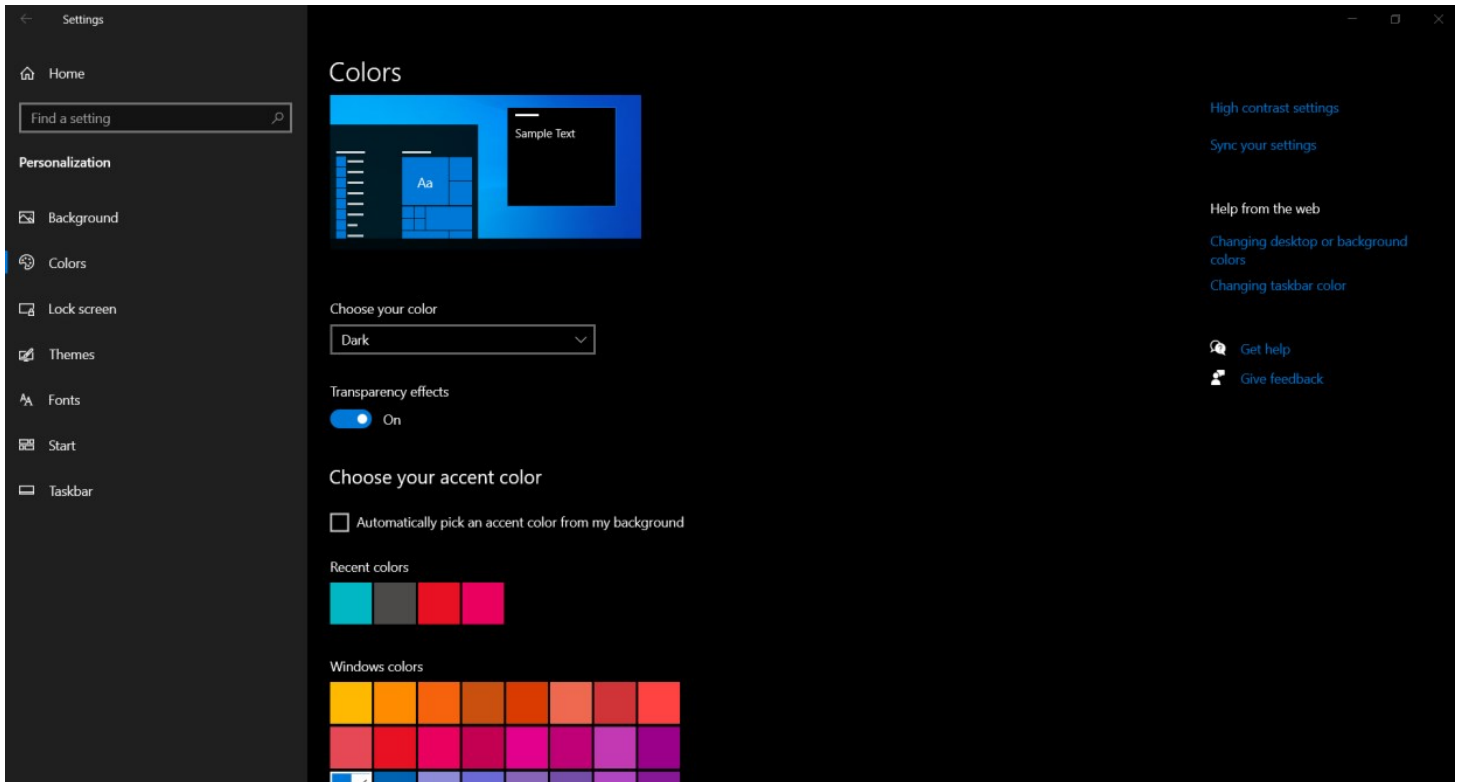 Settings
Home
Find a setting
Personalization
Background
Colors
Lock screen
Themes
Fonts
Start
Taskbar
Colors
Sample Text
Aa
Choose your color
Dark
Transparency effects
On
Choose your accent color
Automatically pick an accent color from my background
Recent colors
Windows colors
High contrast settings
Sync your settings
Help from the web
Changing desktop or background
colors
Changing taskbar color
Get help
Give feedback